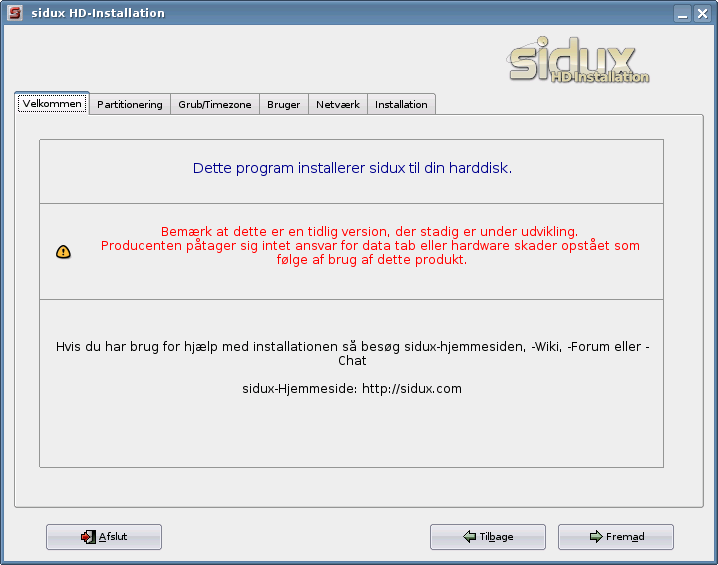 sidux HD-Installation
sidux
HD-Installation
Velkommen
Partitionering
Grub/Timezone
Bruger
Netværk
Installation
Dette program installerer sidux til din harddisk.
Bemærk at dette er en tidlig version, der stadig er under udvikling.
Producenten påtager sig intet ansvar for data tab eller hardware skader opstået som
følge af brug af dette produkt.
Hvis du har brug for hjælp med installationen så besøg sidux-hjemmesiden, -Wiki, -Forum eller -
Chat
sidux-Hjemmeside: http://sidux.com
Afslut
Tilbage
Fremad